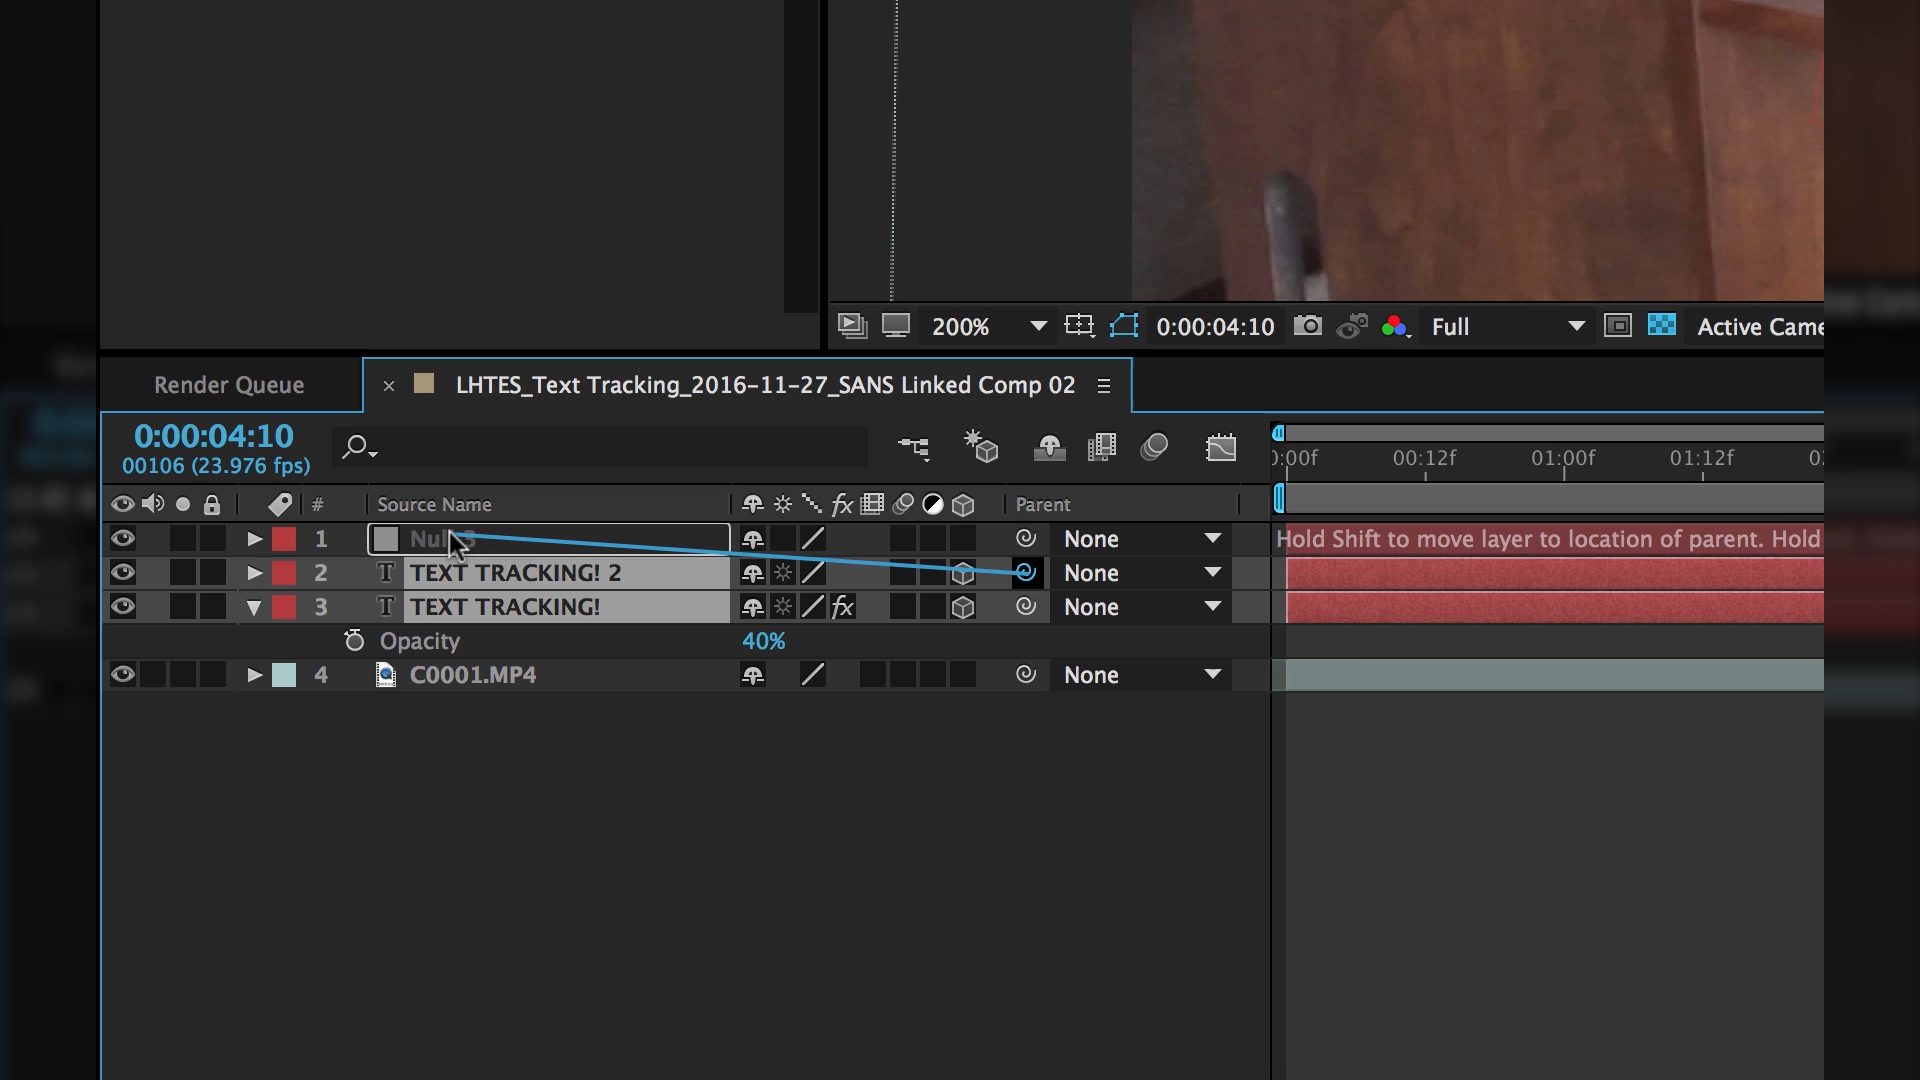 200%
0:00:04:10
Full
Active Came
Render Queue
× LHTES_Text Tracking_2016-11-27_SANS Linked Comp 02
0:00:04:10
00106 (23.976 fps)
0:00f 00:12f 01:00f 01:12f
# Source Name fx Parent
1 None Hold Shift to move layer to location of parent. Hold
2 T TEXT TRACKING! 2 None
3 T TEXT TRACKING! fx None
Opacity 40%
4 C0001.MP4 None